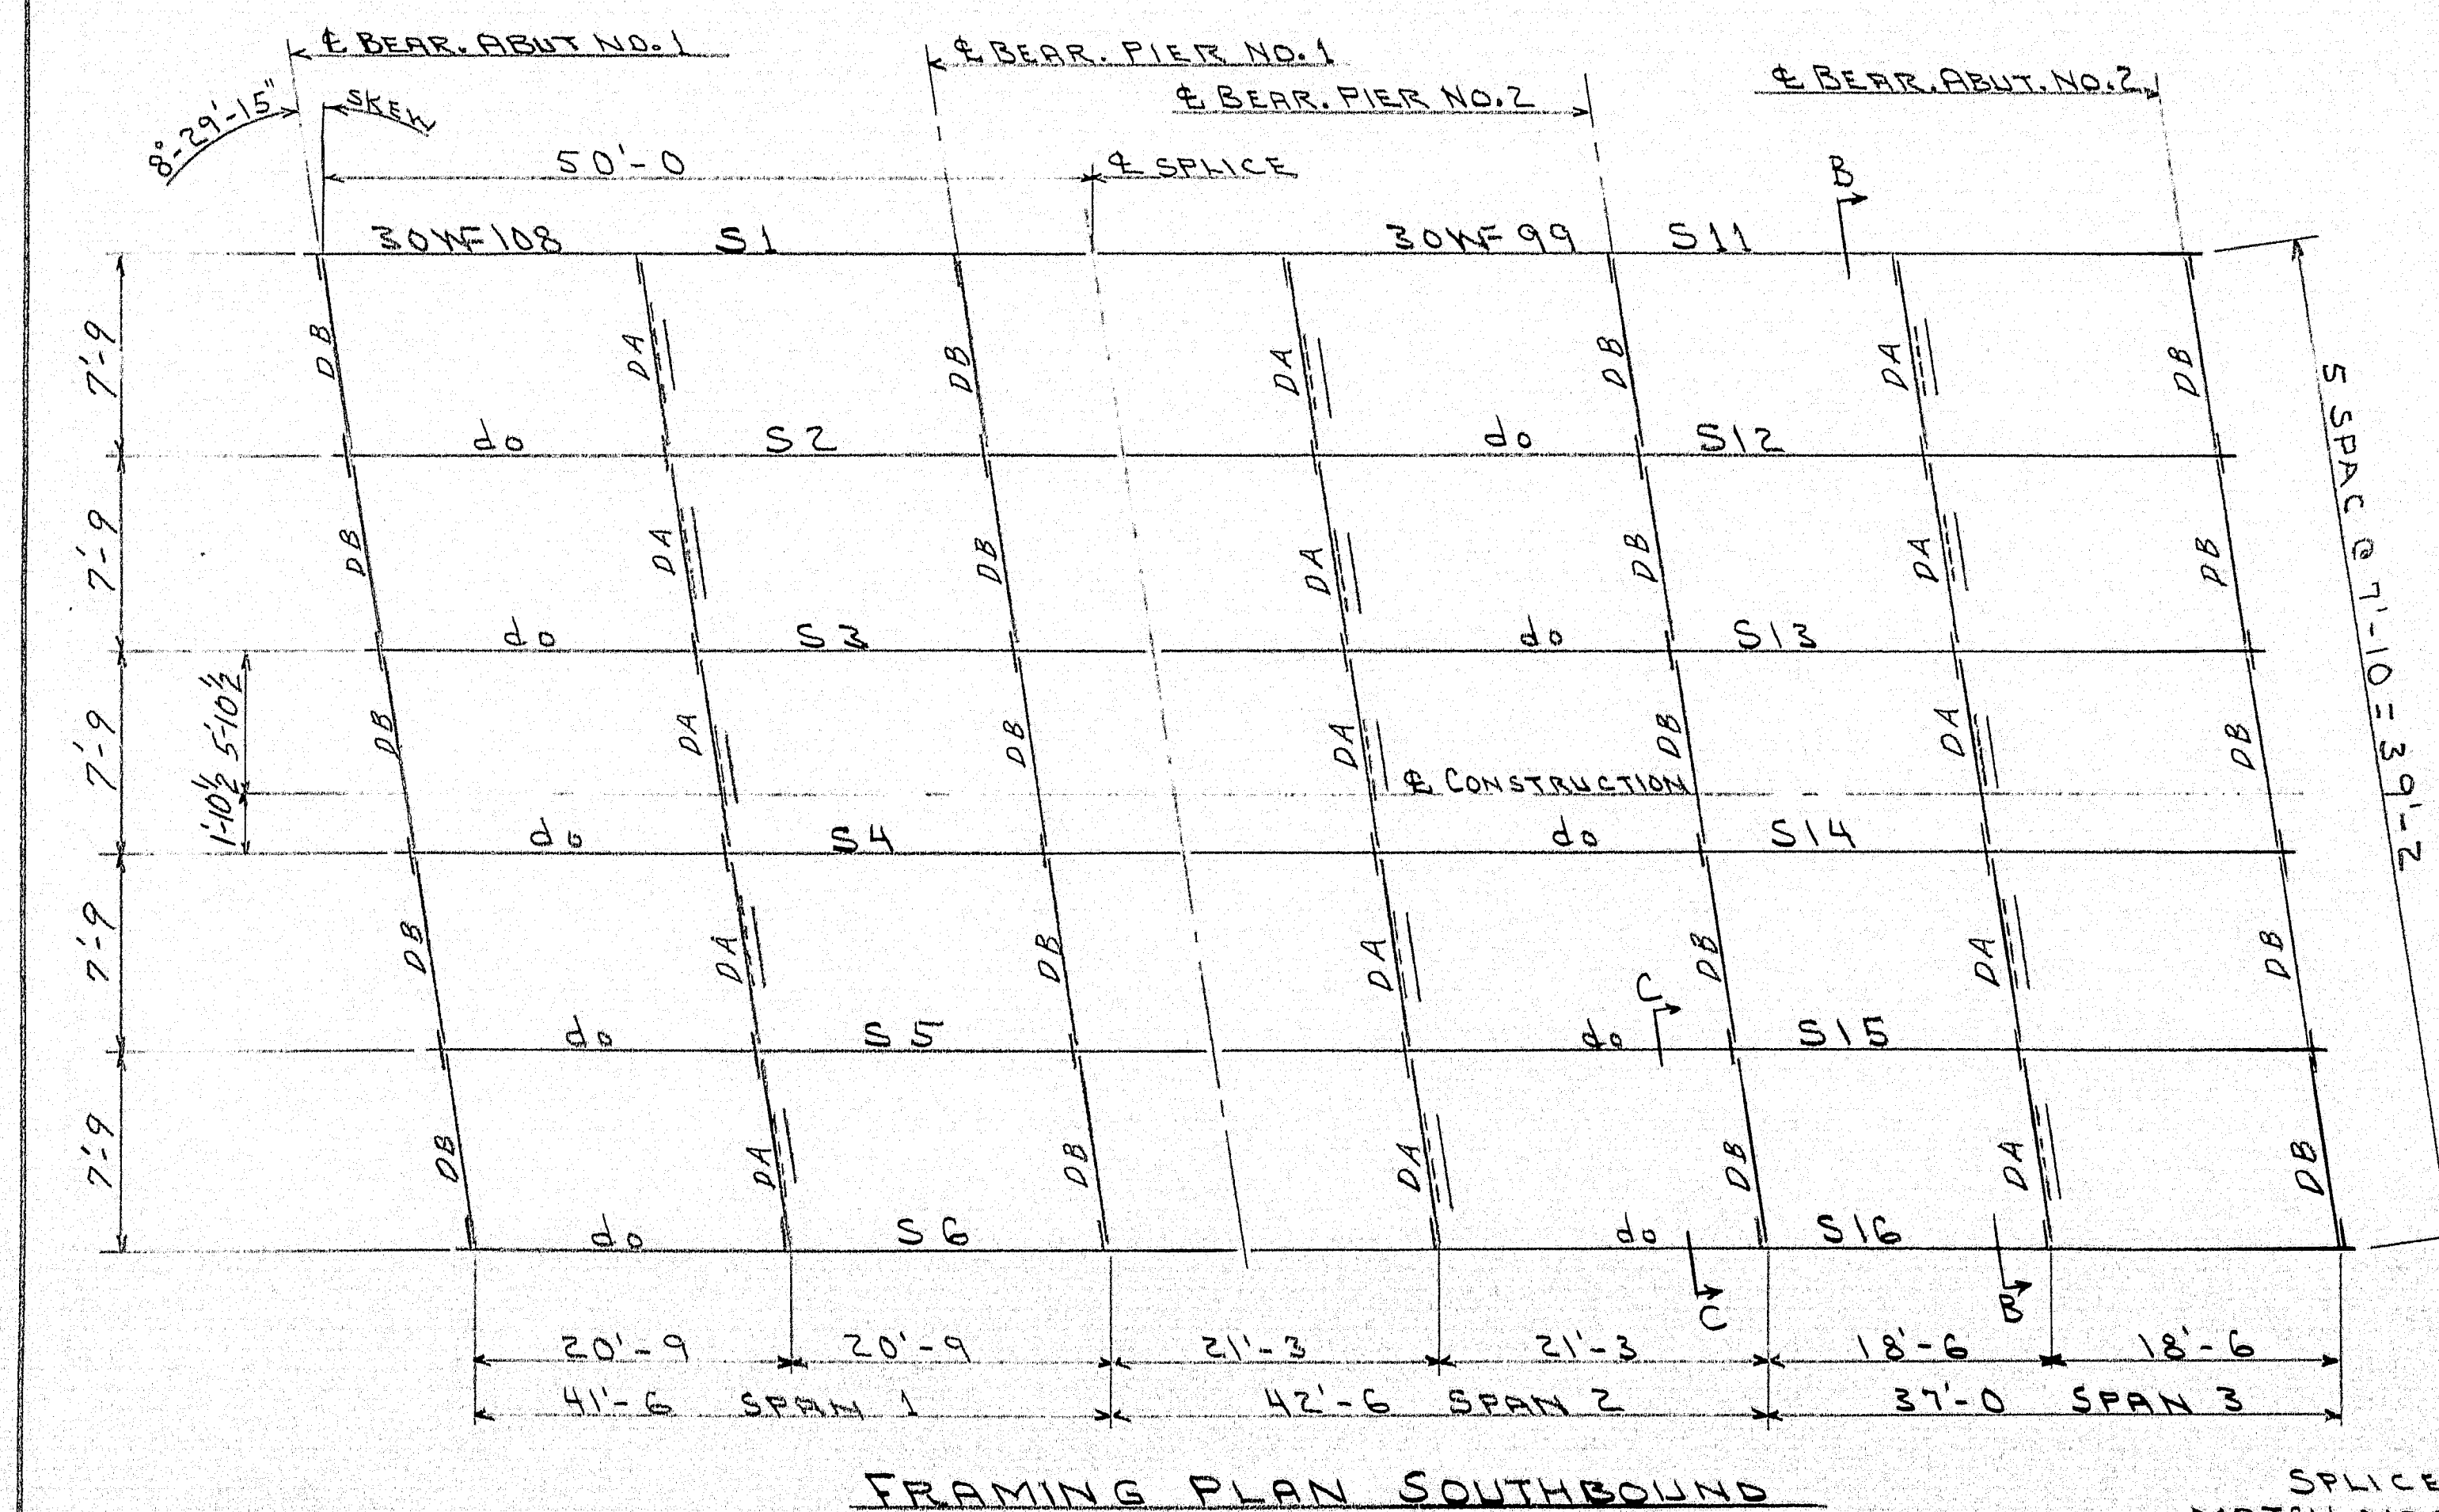 ℄ BEAR. ABUT NO. 1
℄ BEAR. PIER NO. 1
℄ BEAR. PIER NO. 2
℄ BEAR. ABUT. NO. 2
8°-29'-15"
SKEW
50'-0
℄ SPLICE
B
30WF108 S1 30WF99 S11
7'-9
DB DA DB DA DB DA DB
do S2 do S12
7'-9
DB DA DB DA DB DA DB
do S3 do S13
5'-10½
7'-9
DB DA DB DA DB DA DB
℄ CONSTRUCTION
1'-10½
do S4 do S14
7'-9
DB DA DB DA DB DA DB
C
do S5 do S15
7'-9
DB DA DB DA DB DA DB
do S6 do S16
C B
5 SPAC @ 7'-10 = 39'-2
20'-9 20'-9 21'-3 21'-3 18'-6 18'-6
41'-6 SPAN 1 42'-6 SPAN 2 37'-0 SPAN 3
FRAMING PLAN SOUTHBOUND
SPLICE